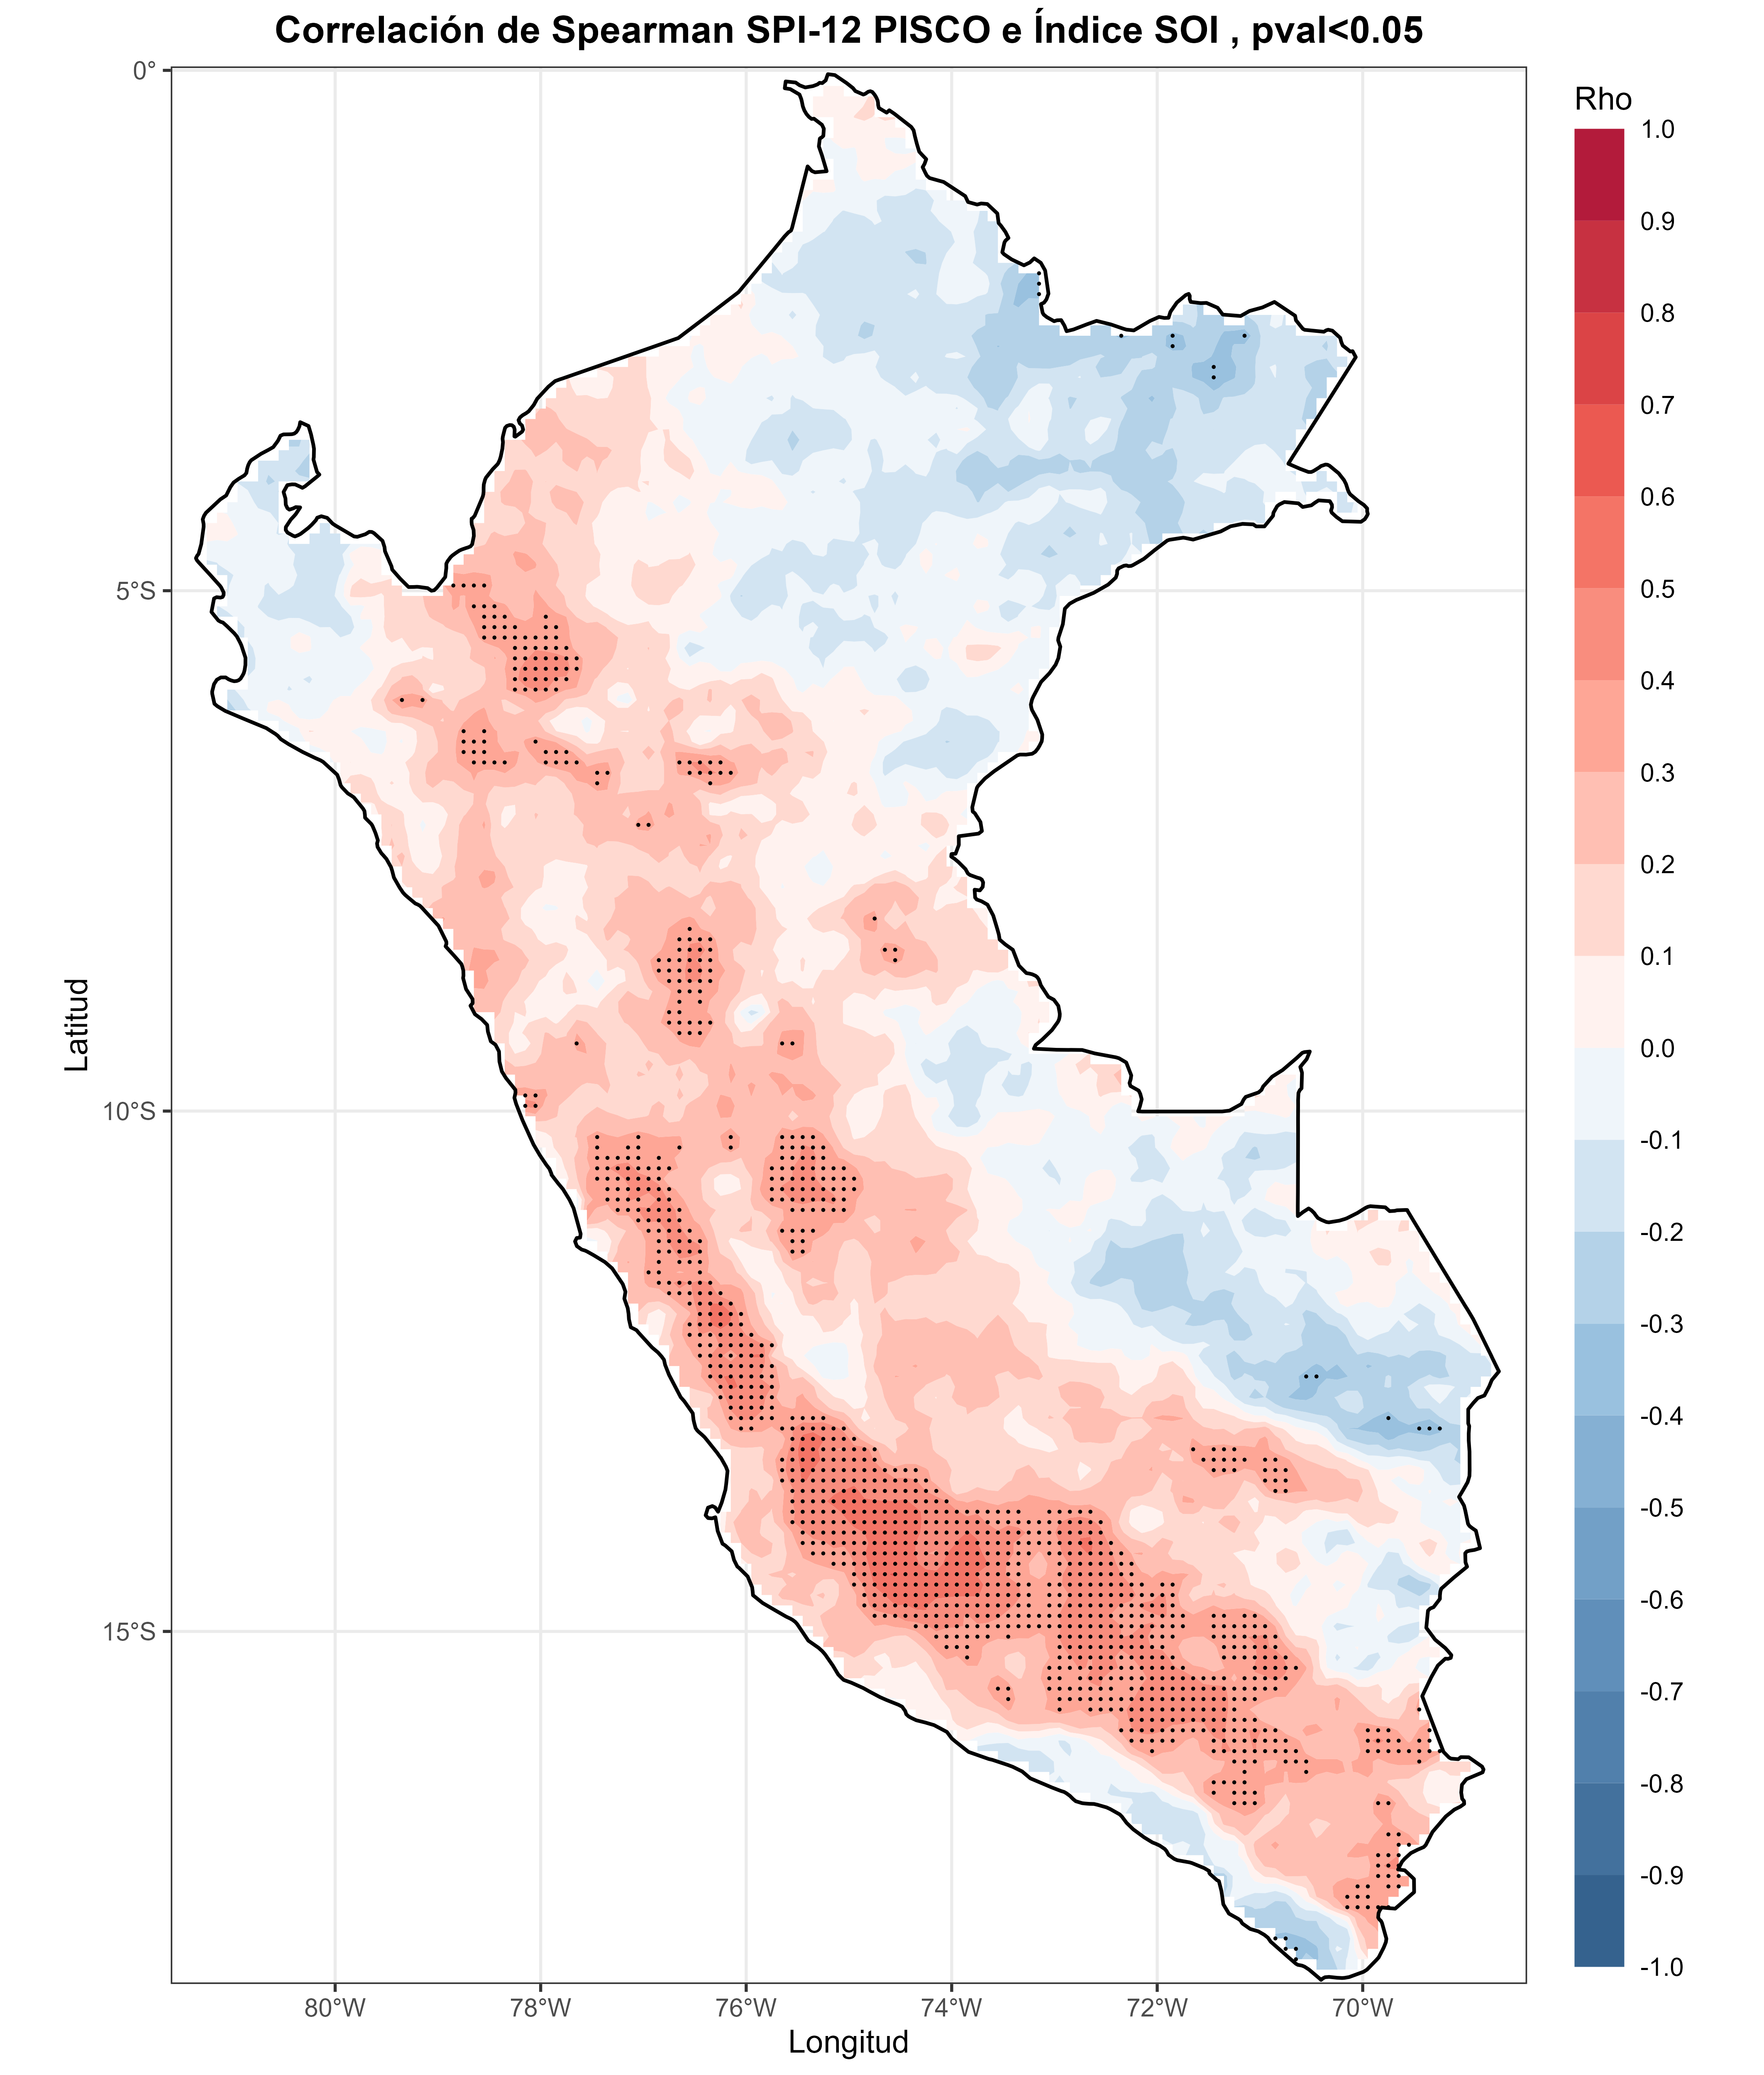 Correlación de Spearman SPI-12 PISCO e Índice SOI , pval<0.05
Rho
1.0
0.9
0.8
0.7
0.6
0.5
0.4
0.3
0.2
0.1
0.0
-0.1
-0.2
-0.3
-0.4
-0.5
-0.6
-0.7
-0.8
-0.9
-1.0
Latitud
0°
5°S
10°S
15°S
80°W 78°W 76°W 74°W 72°W 70°W
Longitud